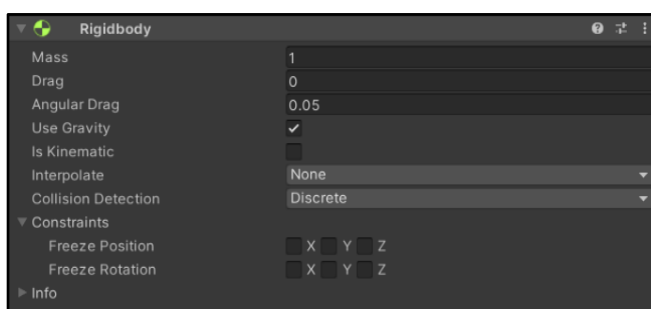 Rigidbody
Mass 1
Drag 0
Angular Drag 0.05
Use Gravity
Is Kinematic
Interpolate None
Collision Detection Discrete
Constraints
Freeze Position X Y Z
Freeze Rotation X Y Z
Info